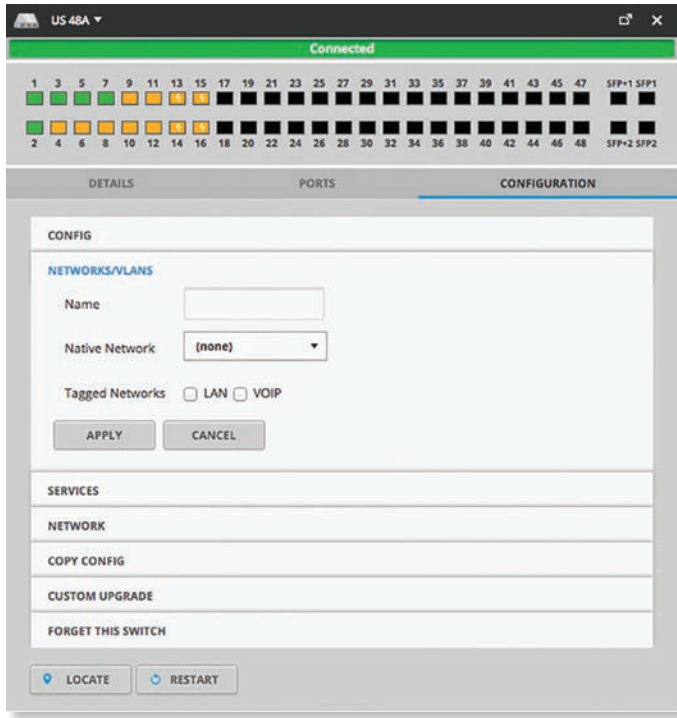 US 48A
Connected
1 3 5 7 9 11 13 15 17 19 21 23 25 27 29 31 33 35 37 39 41 43 45 47 SFP+1 SFP1
2 4 6 8 10 12 14 16 18 20 22 24 26 28 30 32 34 36 38 40 42 44 46 48 SFP+2 SFP2
DETAILS PORTS CONFIGURATION
CONFIG
NETWORKS/VLANS
Name
Native Network (none)
Tagged Networks LAN VOIP
APPLY CANCEL
SERVICES
NETWORK
COPY CONFIG
CUSTOM UPGRADE
FORGET THIS SWITCH
LOCATE RESTART